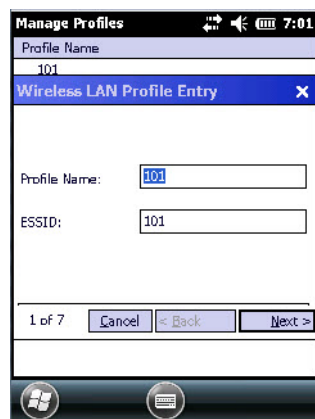 Manage Profiles 7:01
Profile Name
101
Wireless LAN Profile Entry
Profile Name: 101
ESSID: 101
1 of 7 Cancel < Back Next >